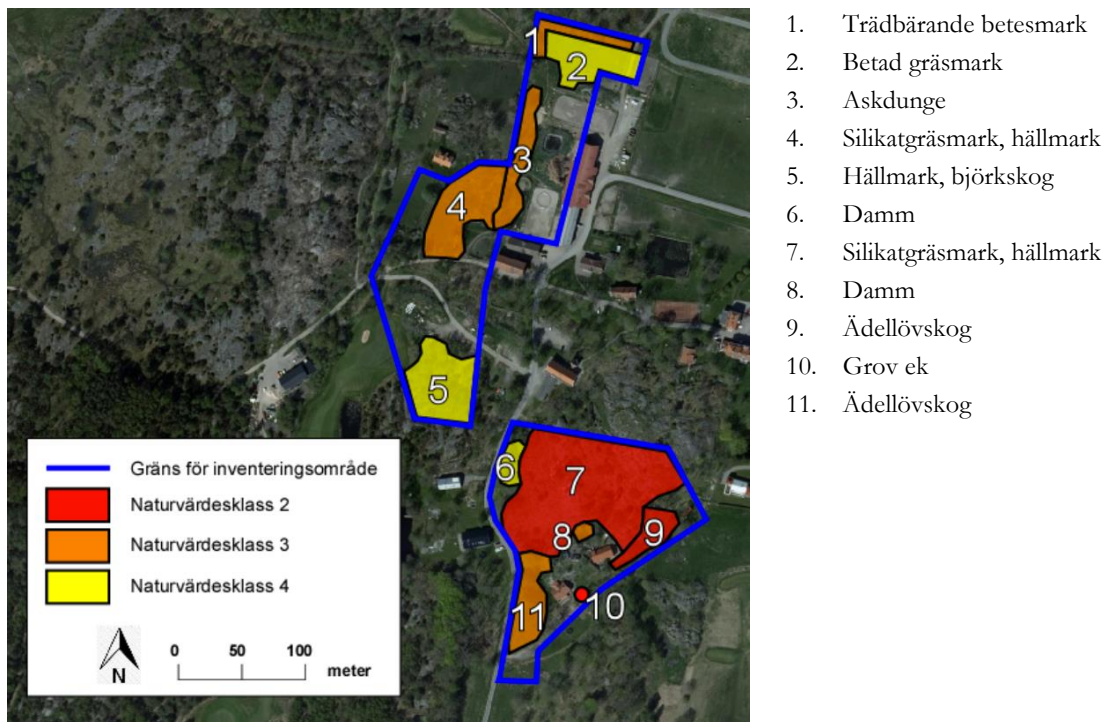 1
2
3
4
5
6
7
8
9
10
11
Gräns för inventeringsområde
Naturvärdesklass 2
Naturvärdesklass 3
Naturvärdesklass 4
N
0 50 100
meter
1. Trädbärande betesmark
2. Betad gräsmark
3. Askdunge
4. Silikatgräsmark, hällmark
5. Hällmark, björkskog
6. Damm
7. Silikatgräsmark, hällmark
8. Damm
9. Ädellövskog
10. Grov ek
11. Ädellövskog